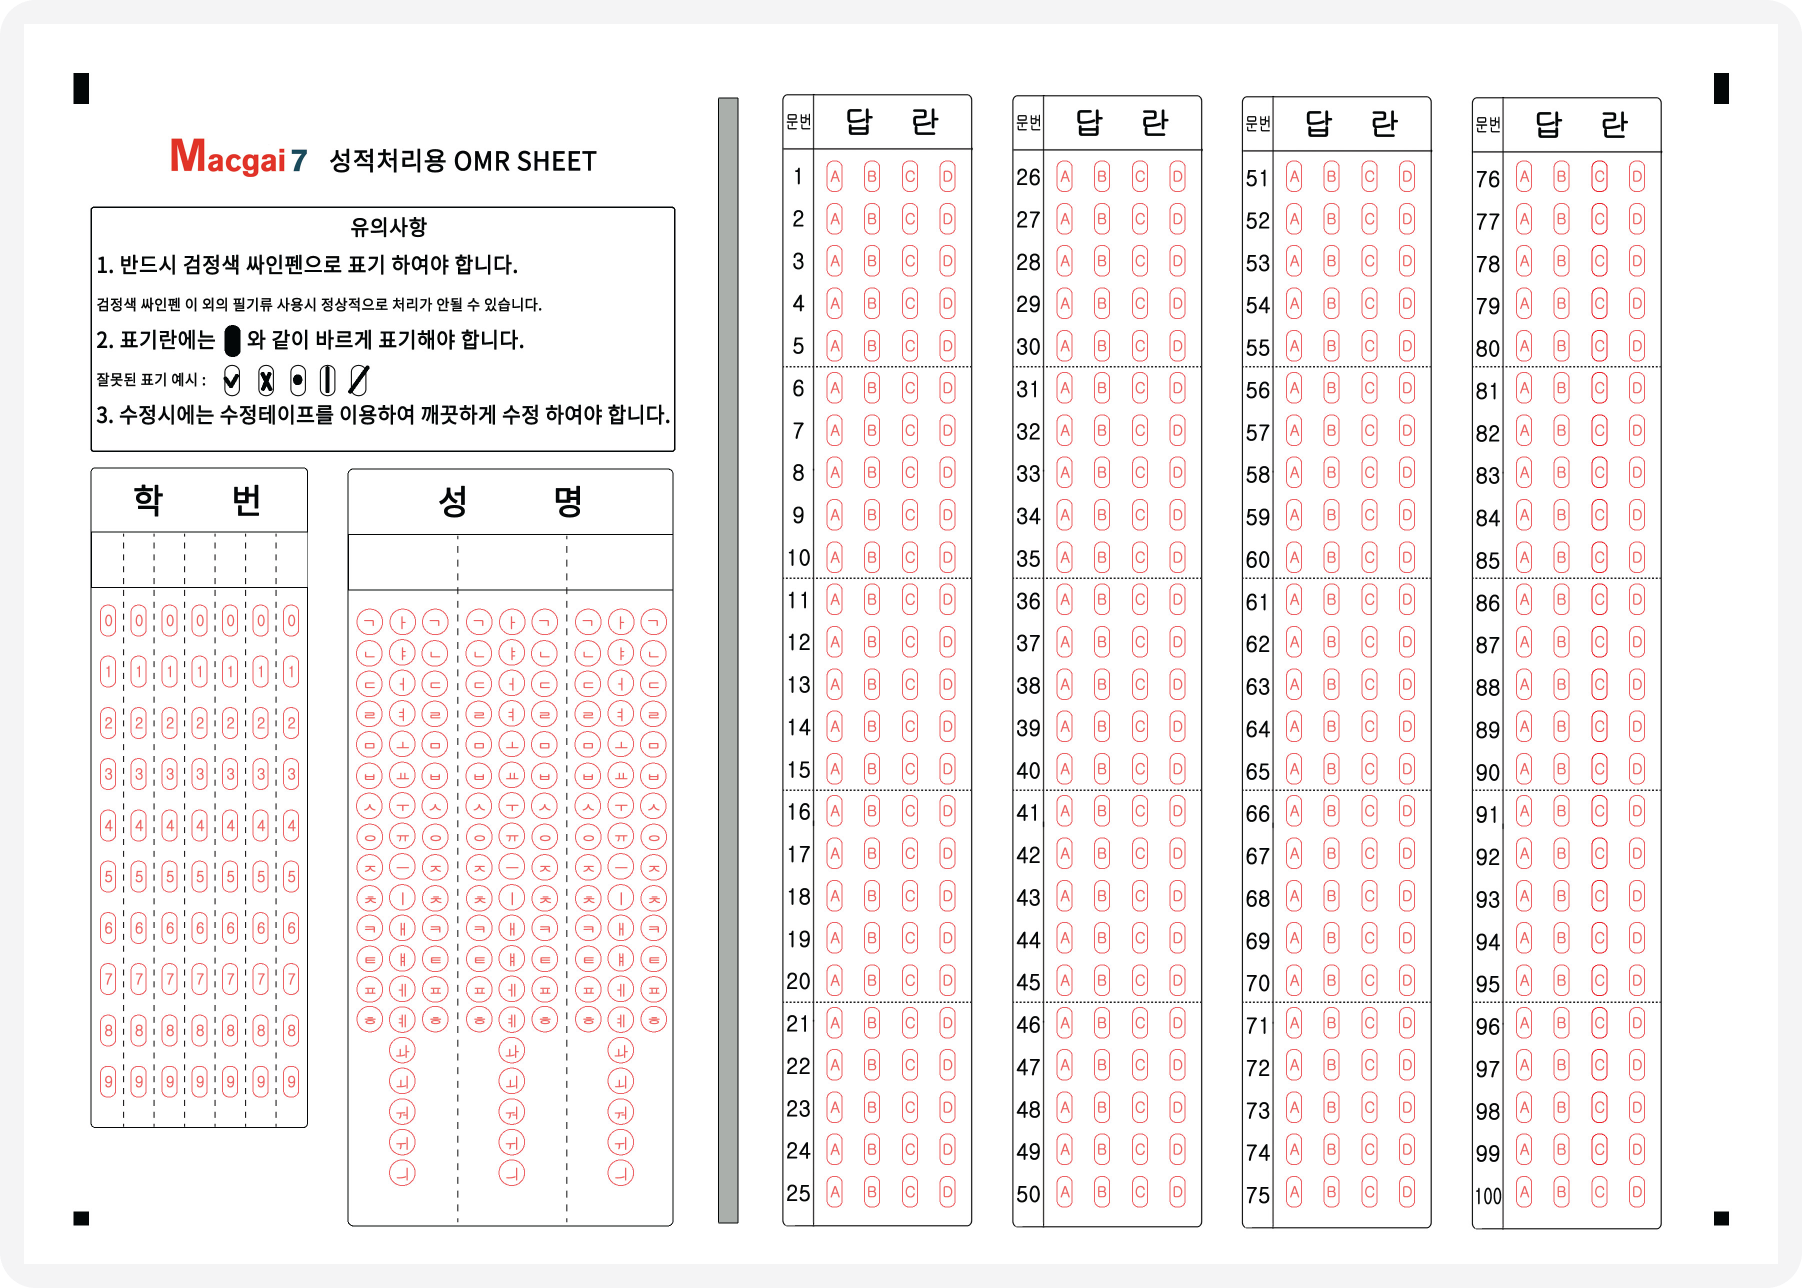 Macgai 7 성적처리용 OMR SHEET
유의사항
1. 반드시 검정색 싸인펜으로 표기 하여야 합니다.
검정색 싸인펜 이 외의 필기류 사용시 정상적으로 처리가 안될 수 있습니다.
2. 표기란에는 와 같이 바르게 표기해야 합니다.
잘못된 표기 예시 :
3. 수정시에는 수정테이프를 이용하여 깨끗하게 수정 하여야 합니다.
학 번
0 0 0 0 0 0 0
1 1 1 1 1 1 1
2 2 2 2 2 2 2
3 3 3 3 3 3 3
4 4 4 4 4 4 4
5 5 5 5 5 5 5
6 6 6 6 6 6 6
7 7 7 7 7 7 7
8 8 8 8 8 8 8
9 9 9 9 9 9 9
성 명
ㄱ ㅏ ㄱ ㄱ ㅏ ㄱ ㄱ ㅏ ㄱ
ㄴ ㅑ ㄴ ㄴ ㅑ ㄴ ㄴ ㅑ ㄴ
ㄷ ㅓ ㄷ ㄷ ㅓ ㄷ ㄷ ㅓ ㄷ
ㄹ ㅕ ㄹ ㄹ ㅕ ㄹ ㄹ ㅕ ㄹ
ㅁ ㅗ ㅁ ㅁ ㅗ ㅁ ㅁ ㅗ ㅁ
ㅂ ㅛ ㅂ ㅂ ㅛ ㅂ ㅂ ㅛ ㅂ
ㅅ ㅜ ㅅ ㅅ ㅜ ㅅ ㅅ ㅜ ㅅ
ㅇ ㅠ ㅇ ㅇ ㅠ ㅇ ㅇ ㅠ ㅇ
ㅈ ㅡ ㅈ ㅈ ㅡ ㅈ ㅈ ㅡ ㅈ
ㅊ ㅣ ㅊ ㅊ ㅣ ㅊ ㅊ ㅣ ㅊ
ㅋ ㅐ ㅋ ㅋ ㅐ ㅋ ㅋ ㅐ ㅋ
ㅌ ㅒ ㅌ ㅌ ㅒ ㅌ ㅌ ㅒ ㅌ
ㅍ ㅔ ㅍ ㅍ ㅔ ㅍ ㅍ ㅔ ㅍ
ㅎ ㅖ ㅎ ㅎ ㅖ ㅎ ㅎ ㅖ ㅎ
ㅘ ㅘ ㅘ
ㅚ ㅚ ㅚ
ㅝ ㅝ ㅝ
ㅟ ㅟ ㅟ
ㅢ ㅢ ㅢ
문번 답 란
1 A B C D
2 A B C D
3 A B C D
4 A B C D
5 A B C D
6 A B C D
7 A B C D
8 A B C D
9 A B C D
10 A B C D
11 A B C D
12 A B C D
13 A B C D
14 A B C D
15 A B C D
16 A B C D
17 A B C D
18 A B C D
19 A B C D
20 A B C D
21 A B C D
22 A B C D
23 A B C D
24 A B C D
25 A B C D
문번 답 란
26 A B C D
27 A B C D
28 A B C D
29 A B C D
30 A B C D
31 A B C D
32 A B C D
33 A B C D
34 A B C D
35 A B C D
36 A B C D
37 A B C D
38 A B C D
39 A B C D
40 A B C D
41 A B C D
42 A B C D
43 A B C D
44 A B C D
45 A B C D
46 A B C D
47 A B C D
48 A B C D
49 A B C D
50 A B C D
문번 답 란
51 A B C D
52 A B C D
53 A B C D
54 A B C D
55 A B C D
56 A B C D
57 A B C D
58 A B C D
59 A B C D
60 A B C D
61 A B C D
62 A B C D
63 A B C D
64 A B C D
65 A B C D
66 A B C D
67 A B C D
68 A B C D
69 A B C D
70 A B C D
71 A B C D
72 A B C D
73 A B C D
74 A B C D
75 A B C D
문번 답 란
76 A B C D
77 A B C D
78 A B C D
79 A B C D
80 A B C D
81 A B C D
82 A B C D
83 A B C D
84 A B C D
85 A B C D
86 A B C D
87 A B C D
88 A B C D
89 A B C D
90 A B C D
91 A B C D
92 A B C D
93 A B C D
94 A B C D
95 A B C D
96 A B C D
97 A B C D
98 A B C D
99 A B C D
100 A B C D